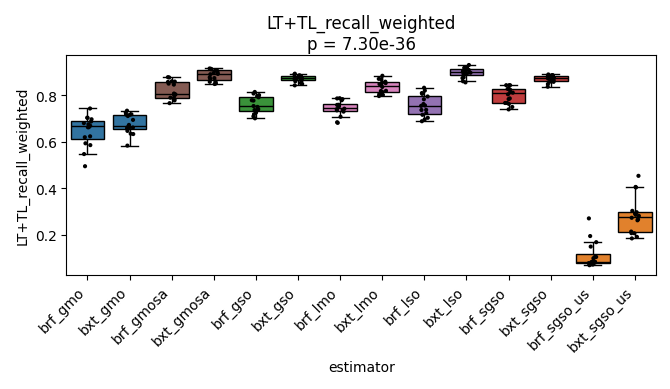 LT+TL_recall_weighted
p = 7.30e-36
LT+TL_recall_weighted
0.8
0.6
0.4
0.2
brf_gmo
bxt_gmo
brf_gmosa
bxt_gmosa
brf_gso
bxt_gso
brf_lmo
bxt_lmo
brf_lso
bxt_lso
brf_sgso
bxt_sgso
brf_sgso_us
bxt_sgso_us
estimator